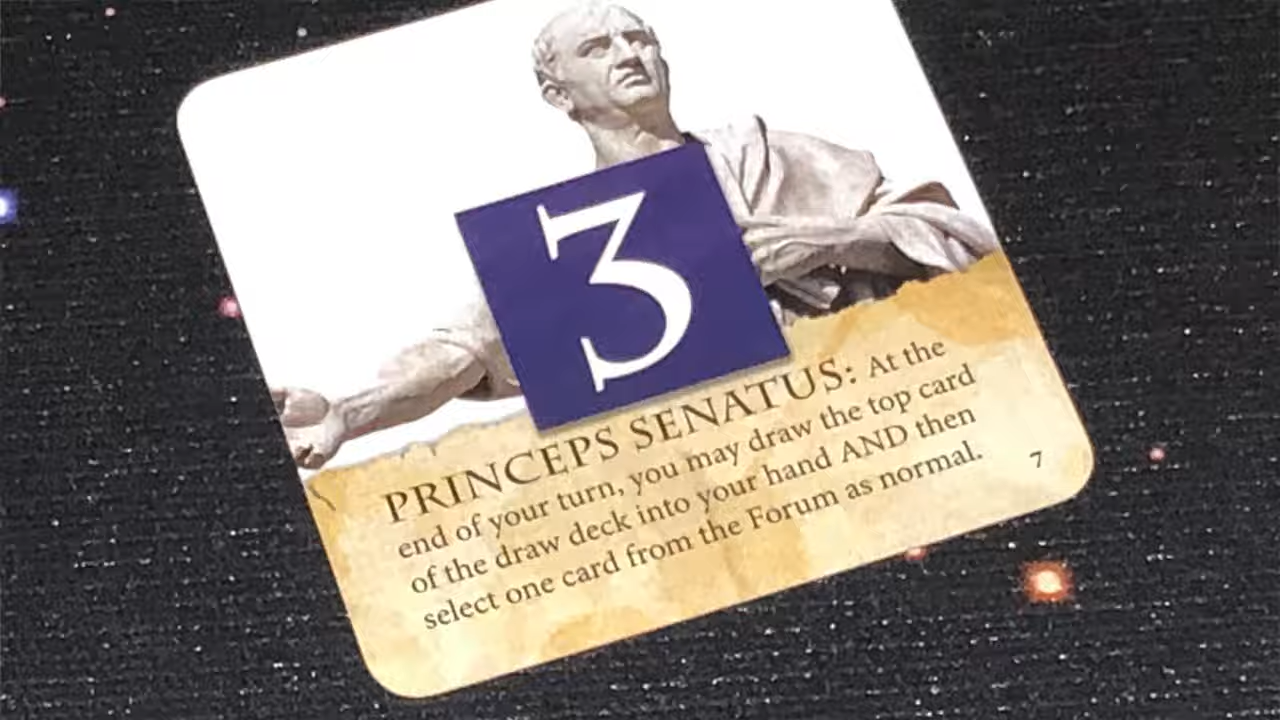 3
PRINCEPS SENATUS: At the
end of your turn, you may draw the top card
of the draw deck into your hand AND then
select one card from the Forum as normal.
7